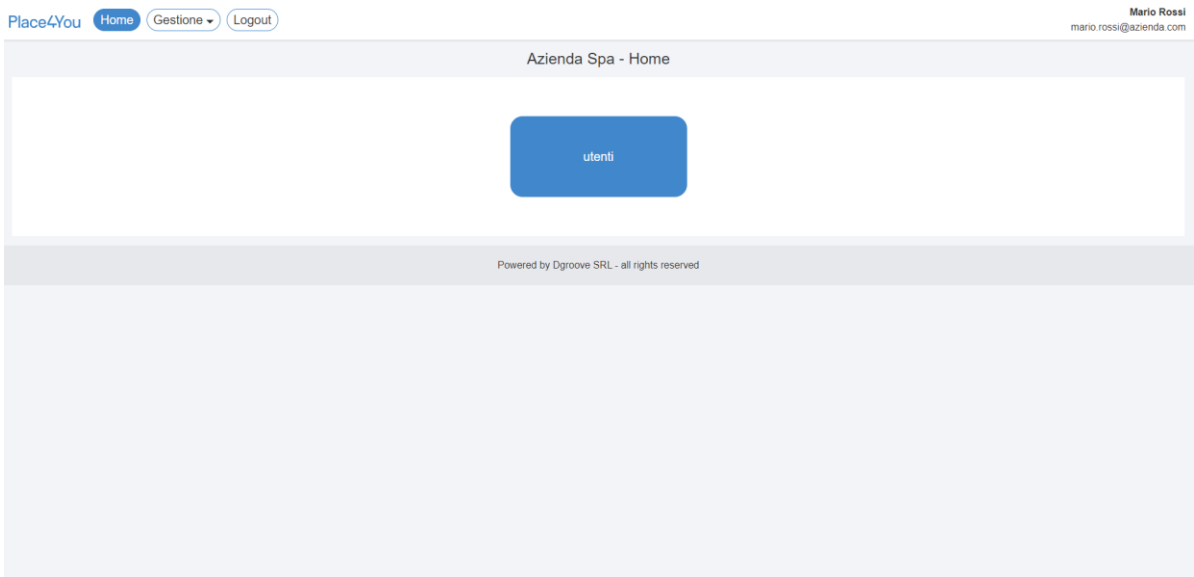 Place4You Home Gestione Logout
Mario Rossi
mario.rossi@azienda.com
Azienda Spa - Home
utenti
Powered by Dgroove SRL - all rights reserved